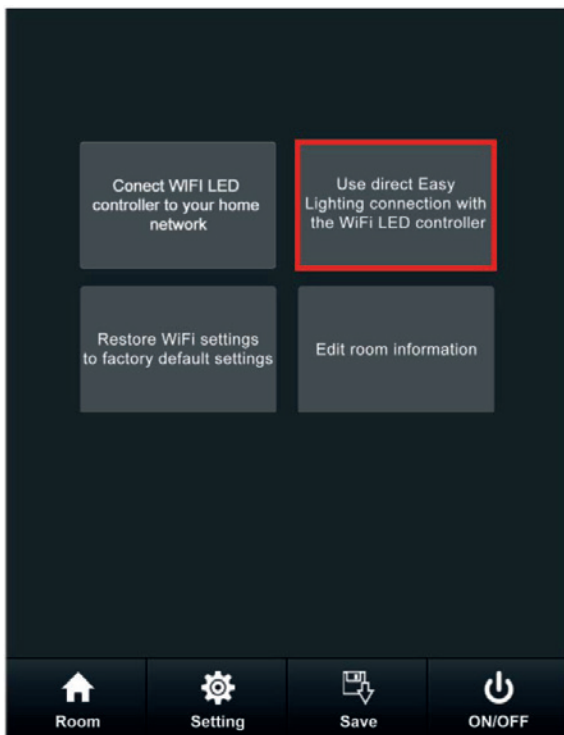 Conect WIFI LED
controller to your home
network
Use direct Easy
Lighting connection with
the WiFi LED controller
Restore WiFi settings
to factory default settings
Edit room information
Room
Setting
Save
ON/OFF